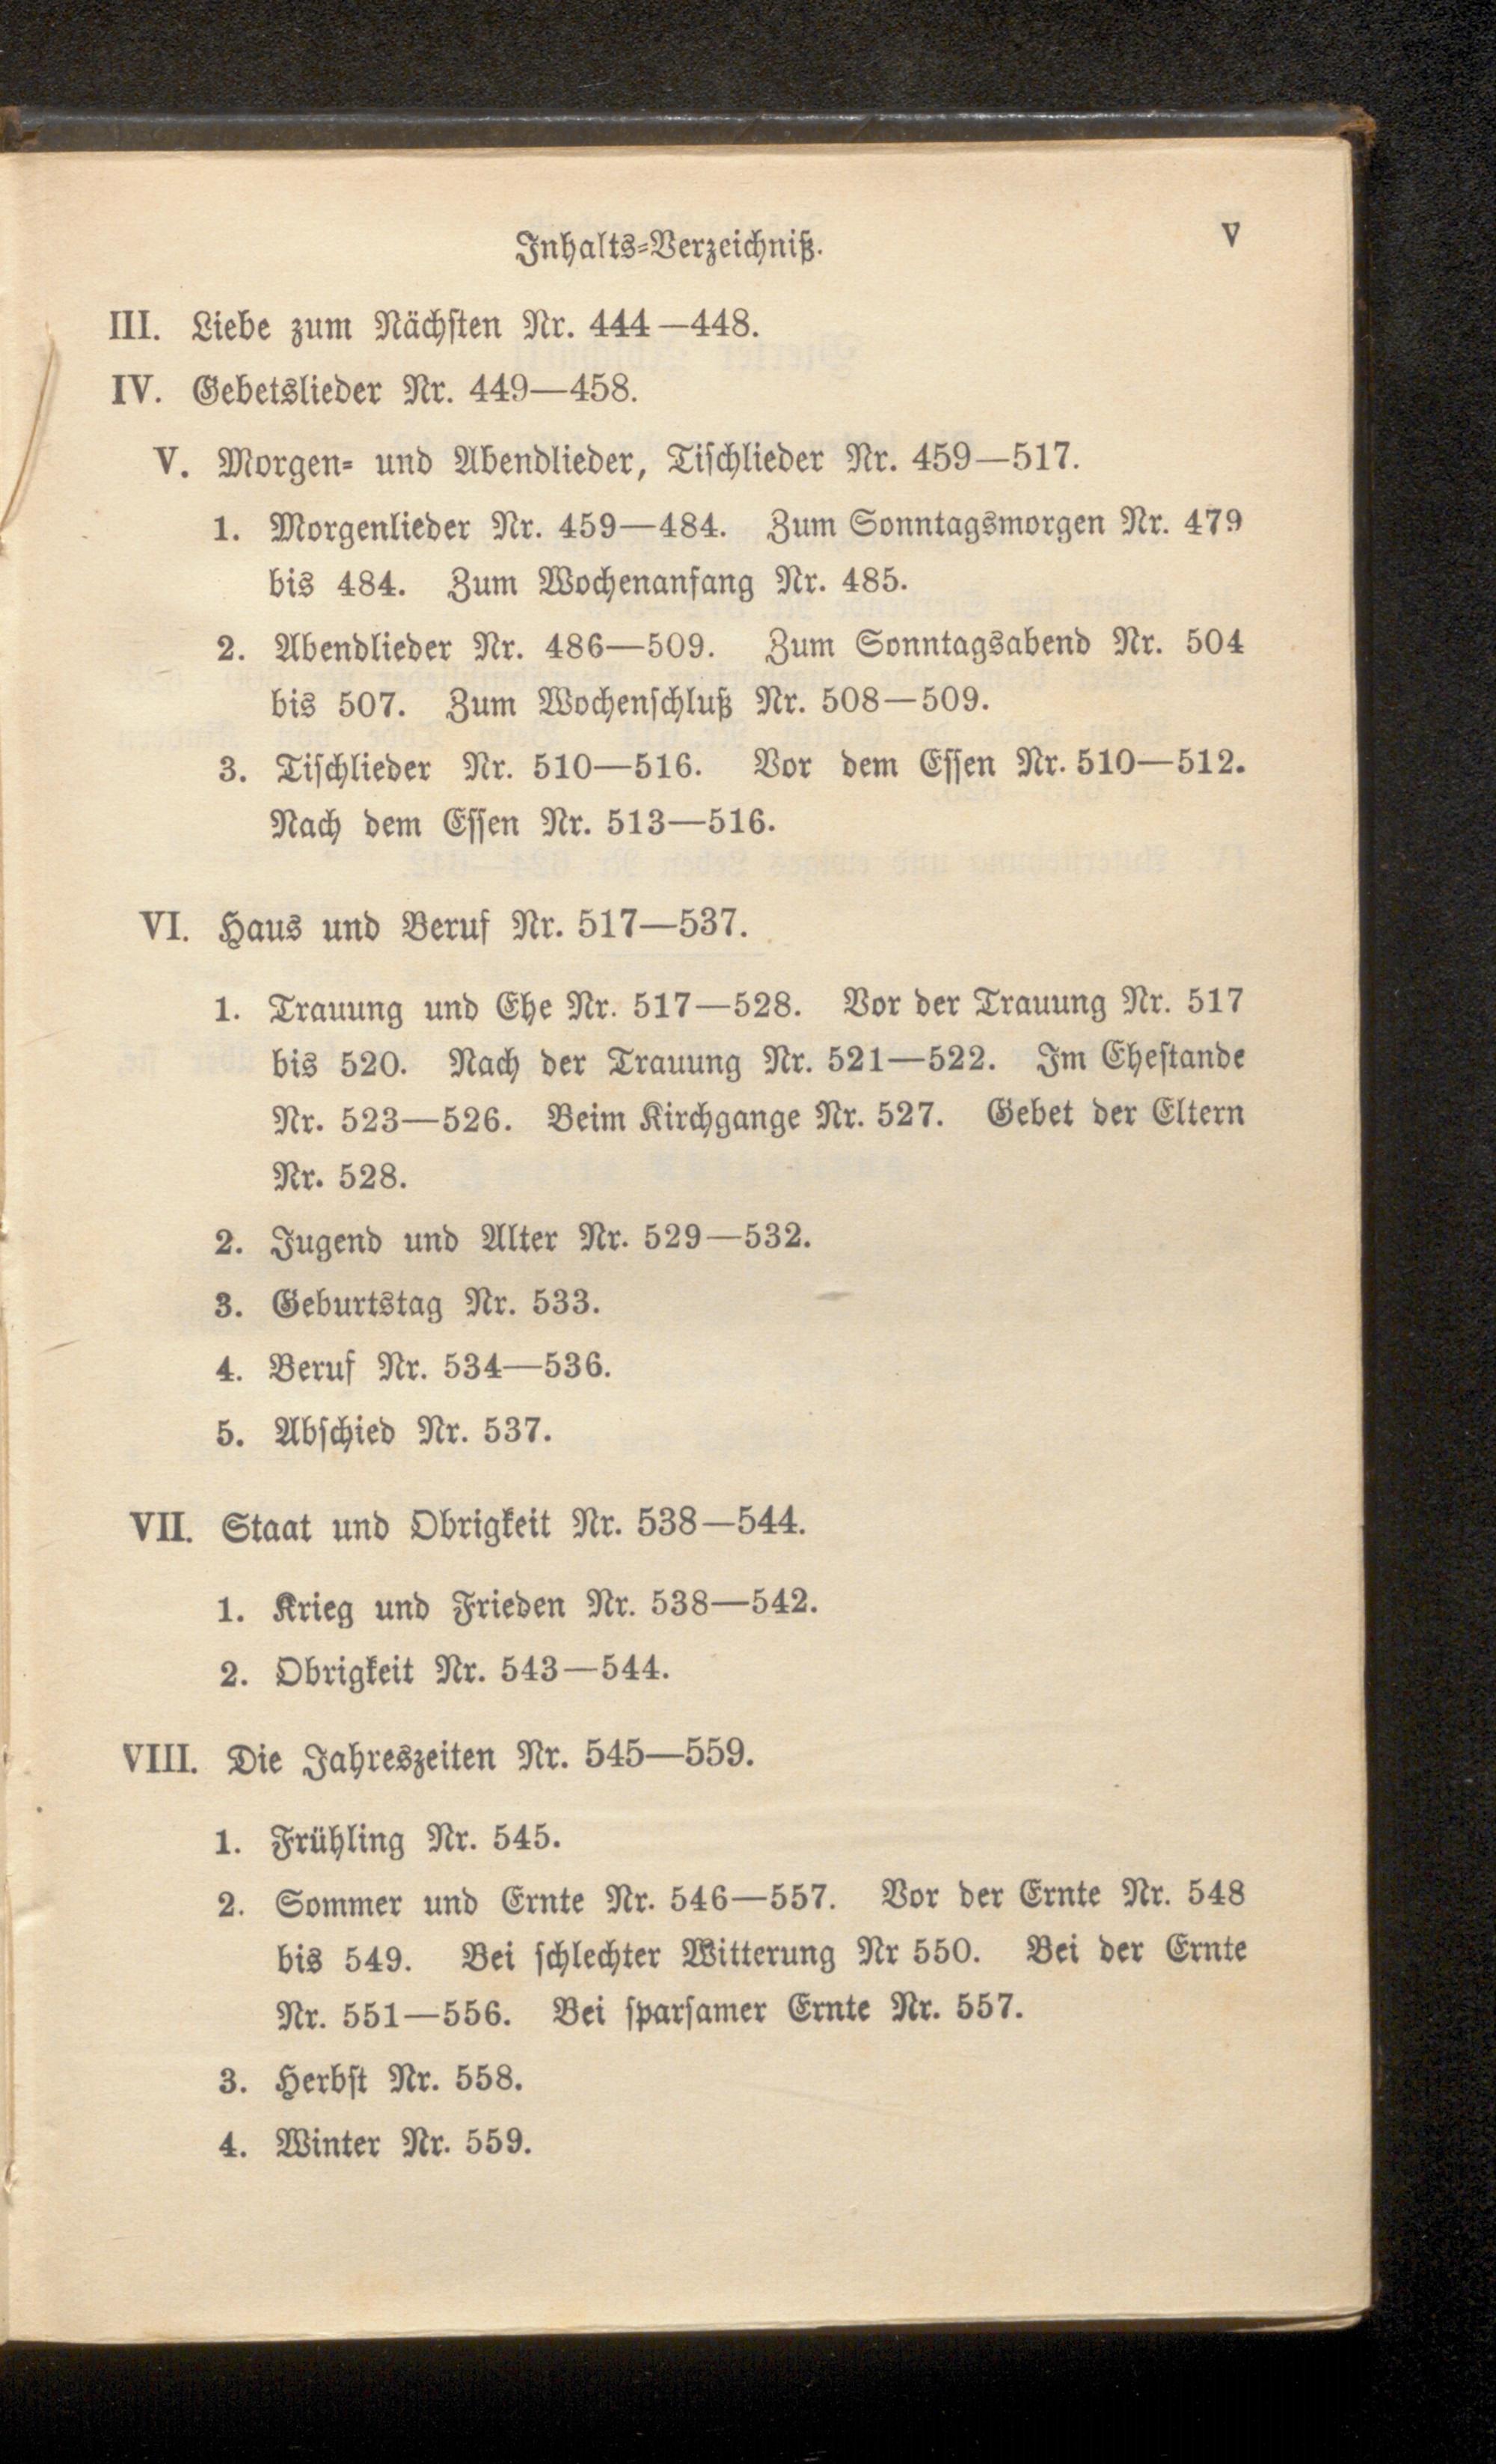 Inhalts-Verzeichniß.
V
III. Liebe zum Nächsten Nr. 444—448.
IV. Gebetslieder Nr. 449—458.
V. Morgen- und Abendlieder, Tischlieder Nr. 459—517.
1. Morgenlieder Nr. 459—484. Zum Sonntagsmorgen Nr. 479
bis 484. Zum Wochenanfang Nr. 485.
2. Abendlieder Nr. 486—509. Zum Sonntagsabend Nr. 504
bis 507. Zum Wochenschluß Nr. 508—509.
3. Tischlieder Nr. 510—516. Vor dem Essen Nr. 510—512.
Nach dem Essen Nr. 513—516.
VI. Haus und Beruf Nr. 517—537.
1. Trauung und Ehe Nr. 517—528. Vor der Trauung Nr. 517
bis 520. Nach der Trauung Nr. 521—522. Im Ehestande
Nr. 523—526. Beim Kirchgange Nr. 527. Gebet der Eltern
Nr. 528.
2. Jugend und Alter Nr. 529—532.
3. Geburtstag Nr. 533.
4. Beruf Nr. 534—536.
5. Abschied Nr. 537.
VII. Staat und Obrigkeit Nr. 538—544.
1. Krieg und Frieden Nr. 538—542.
2. Obrigkeit Nr. 543—544.
VIII. Die Jahreszeiten Nr. 545—559.
1. Frühling Nr. 545.
2. Sommer und Ernte Nr. 546—557. Vor der Ernte Nr. 548
bis 549. Bei schlechter Witterung Nr 550. Bei der Ernte
Nr. 551—556. Bei sparsamer Ernte Nr. 557.
3. Herbst Nr. 558.
4. Winter Nr. 559.